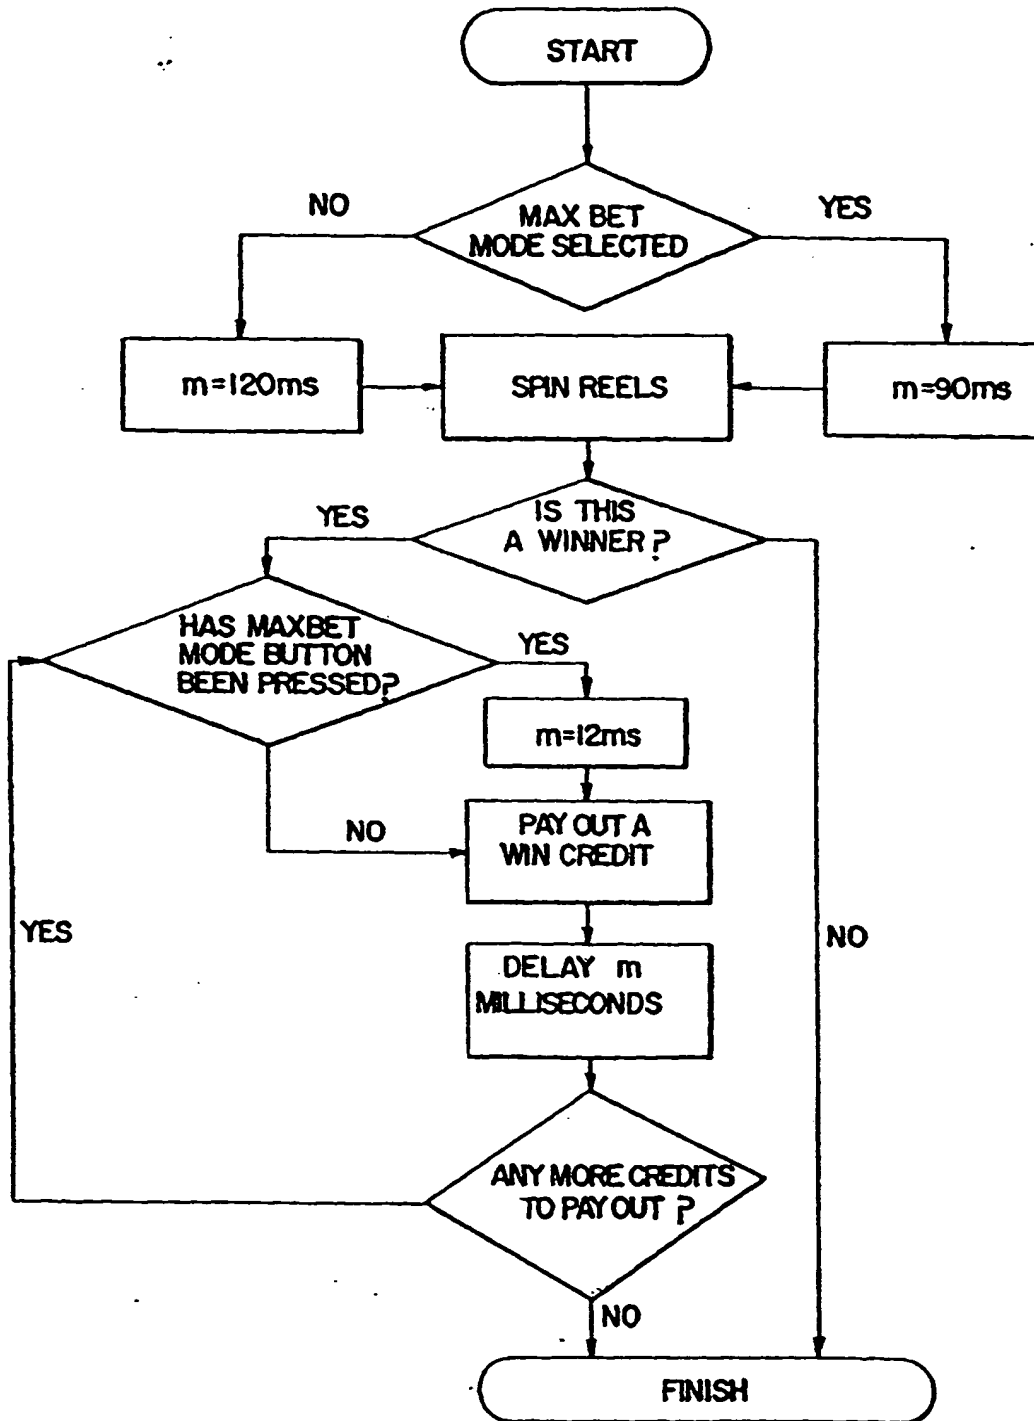 START
NO
MAX BET
MODE SELECTED
YES
m=120ms
SPIN REELS
m=90ms
YES
IS THIS
A WINNER?
HAS MAXBET
MODE BUTTON
BEEN PRESSED?
YES
m=12ms
NO
PAY OUT A
WIN CREDIT
YES
NO
DELAY m
MILLISECONDS
ANY MORE CREDITS
TO PAY OUT ?
NO
FINISH